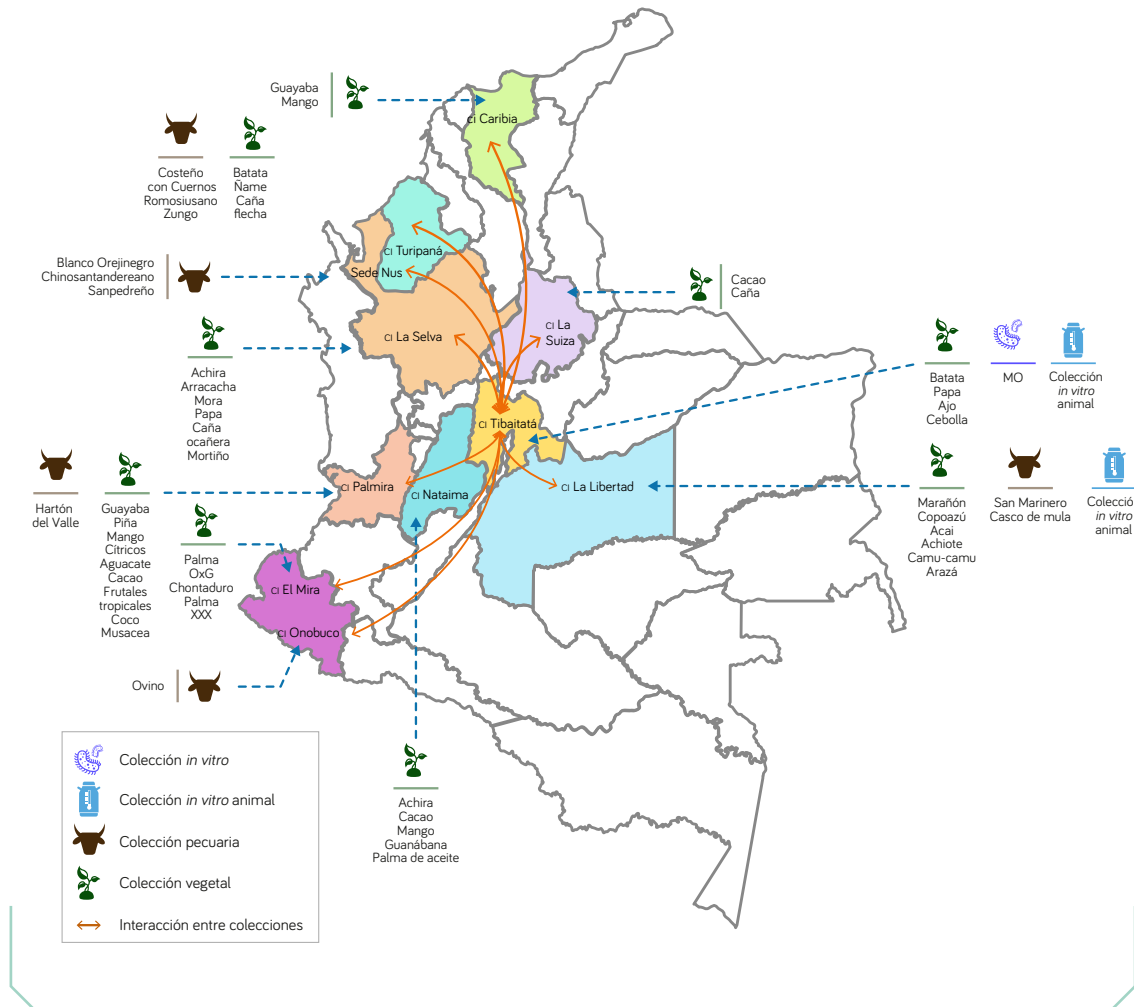 Guayaba
Mango
CI Caribia
Costeño
con Cuernos
Romosiusano
Zungo
Batata
Ñame
Caña
flecha
CI Turipaná
Blanco Orejinegro
Chinosantandereano
Sanpedreño
Sede Nus
Cacao
Caña
CI La
Suiza
CI La Selva
Achira
Arracacha
Mora
Papa
Caña
ocañera
Mortiño
Batata
Papa
Ajo
Cebolla
MO
Colección
in vitro
animal
CI Tibaitatá
Hartón
del Valle
Guayaba
Piña
Mango
Cítricos
Aguacate
Cacao
Frutales
tropicales
Coco
Musacea
CI Palmira
CI Nataima
CI La Libertad
Marañón
Copoazú
Acai
Achiote
Camu-camu
Arazá
San Marinero
Casco de mula
Colecció
in vitro
animal
Palma
OxG
Chontaduro
Palma
XXX
CI El Mira
CI Onobuco
Ovino
Achira
Cacao
Mango
Guanábana
Palma de aceite
Colección in vitro
Colección in vitro animal
Colección pecuaria
Colección vegetal
Interacción entre colecciones